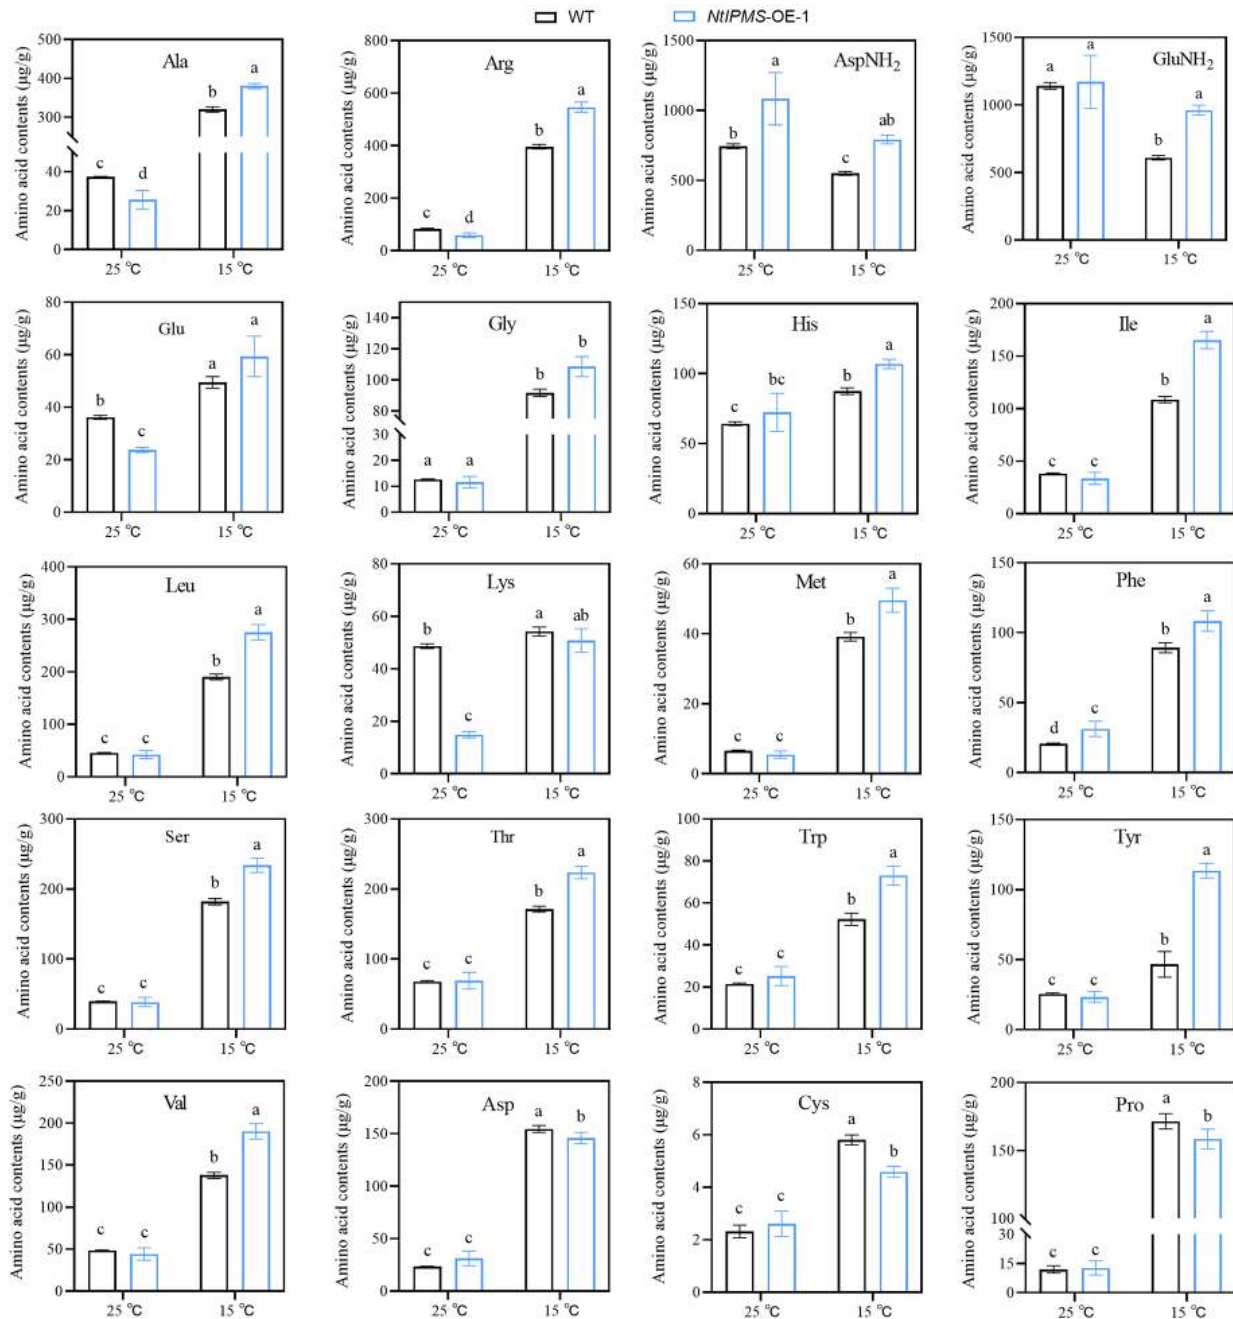 WT NtIPMS-OE-1
Amino acid contents (μg/g)
500
400
300
40
20
0
Ala
c
d
b
a
25 ℃
15 ℃
Amino acid contents (μg/g)
800
600
400
200
0
Arg
c
d
b
a
25 ℃
15 ℃
Amino acid contents (μg/g)
1500
1000
500
0
AspNH2
b
a
c
ab
25 ℃
15 ℃
Amino acid contents (μg/g)
1500
1000
500
0
GluNH2
a
a
b
a
25 ℃
15 ℃
Amino acid contents (μg/g)
80
60
40
20
0
Glu
b
c
a
a
25 ℃
15 ℃
Amino acid contents (μg/g)
140
120
100
80
30
20
10
0
Gly
a
a
b
b
25 ℃
15 ℃
Amino acid contents (μg/g)
150
100
50
0
His
c
bc
b
a
25 ℃
15 ℃
Amino acid contents (μg/g)
200
150
100
50
0
Ile
c
c
b
a
25 ℃
15 ℃
Amino acid contents (μg/g)
400
300
200
100
0
Leu
c
c
b
a
25 ℃
15 ℃
Amino acid contents (μg/g)
80
60
40
20
0
Lys
b
c
a
ab
25 ℃
15 ℃
Amino acid contents (μg/g)
60
40
20
0
Met
c
c
b
a
25 ℃
15 ℃
Amino acid contents (μg/g)
150
100
50
0
Phe
d
c
b
a
25 ℃
15 ℃
Amino acid contents (μg/g)
300
200
100
0
Ser
c
c
b
a
25 ℃
15 ℃
Amino acid contents (μg/g)
300
200
100
0
Thr
c
c
b
a
25 ℃
15 ℃
Amino acid contents (μg/g)
100
80
60
40
20
0
Trp
c
c
b
a
25 ℃
15 ℃
Amino acid contents (μg/g)
150
100
50
0
Tyr
c
c
b
a
25 ℃
15 ℃
Amino acid contents (μg/g)
250
200
150
100
50
0
Val
c
c
b
a
25 ℃
15 ℃
Amino acid contents (μg/g)
200
150
100
50
0
Asp
c
c
a
b
25 ℃
15 ℃
Amino acid contents (μg/g)
8
6
4
2
0
Cys
c
c
a
b
25 ℃
15 ℃
Amino acid contents (μg/g)
200
150
100
30
15
0
Pro
c
c
a
b
25 ℃
15 ℃